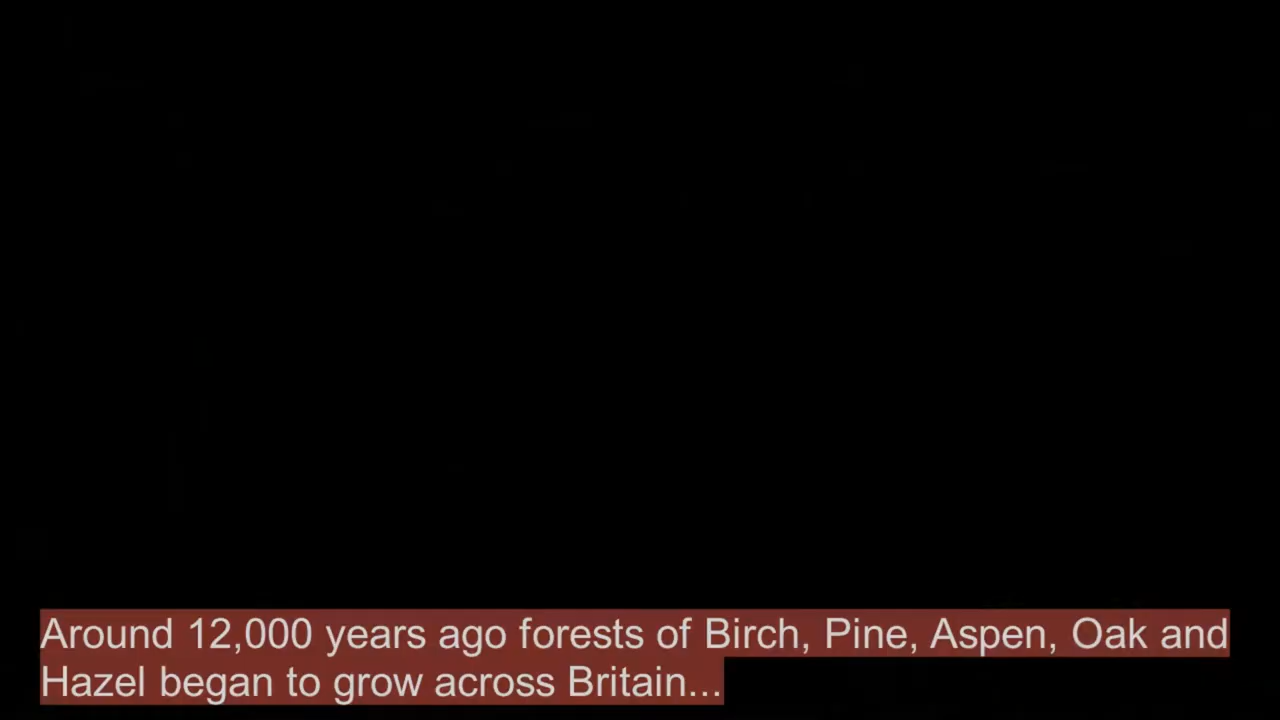 Around 12,000 years ago forests of Birch, Pine, Aspen, Oak and
Hazel began to grow across Britain...